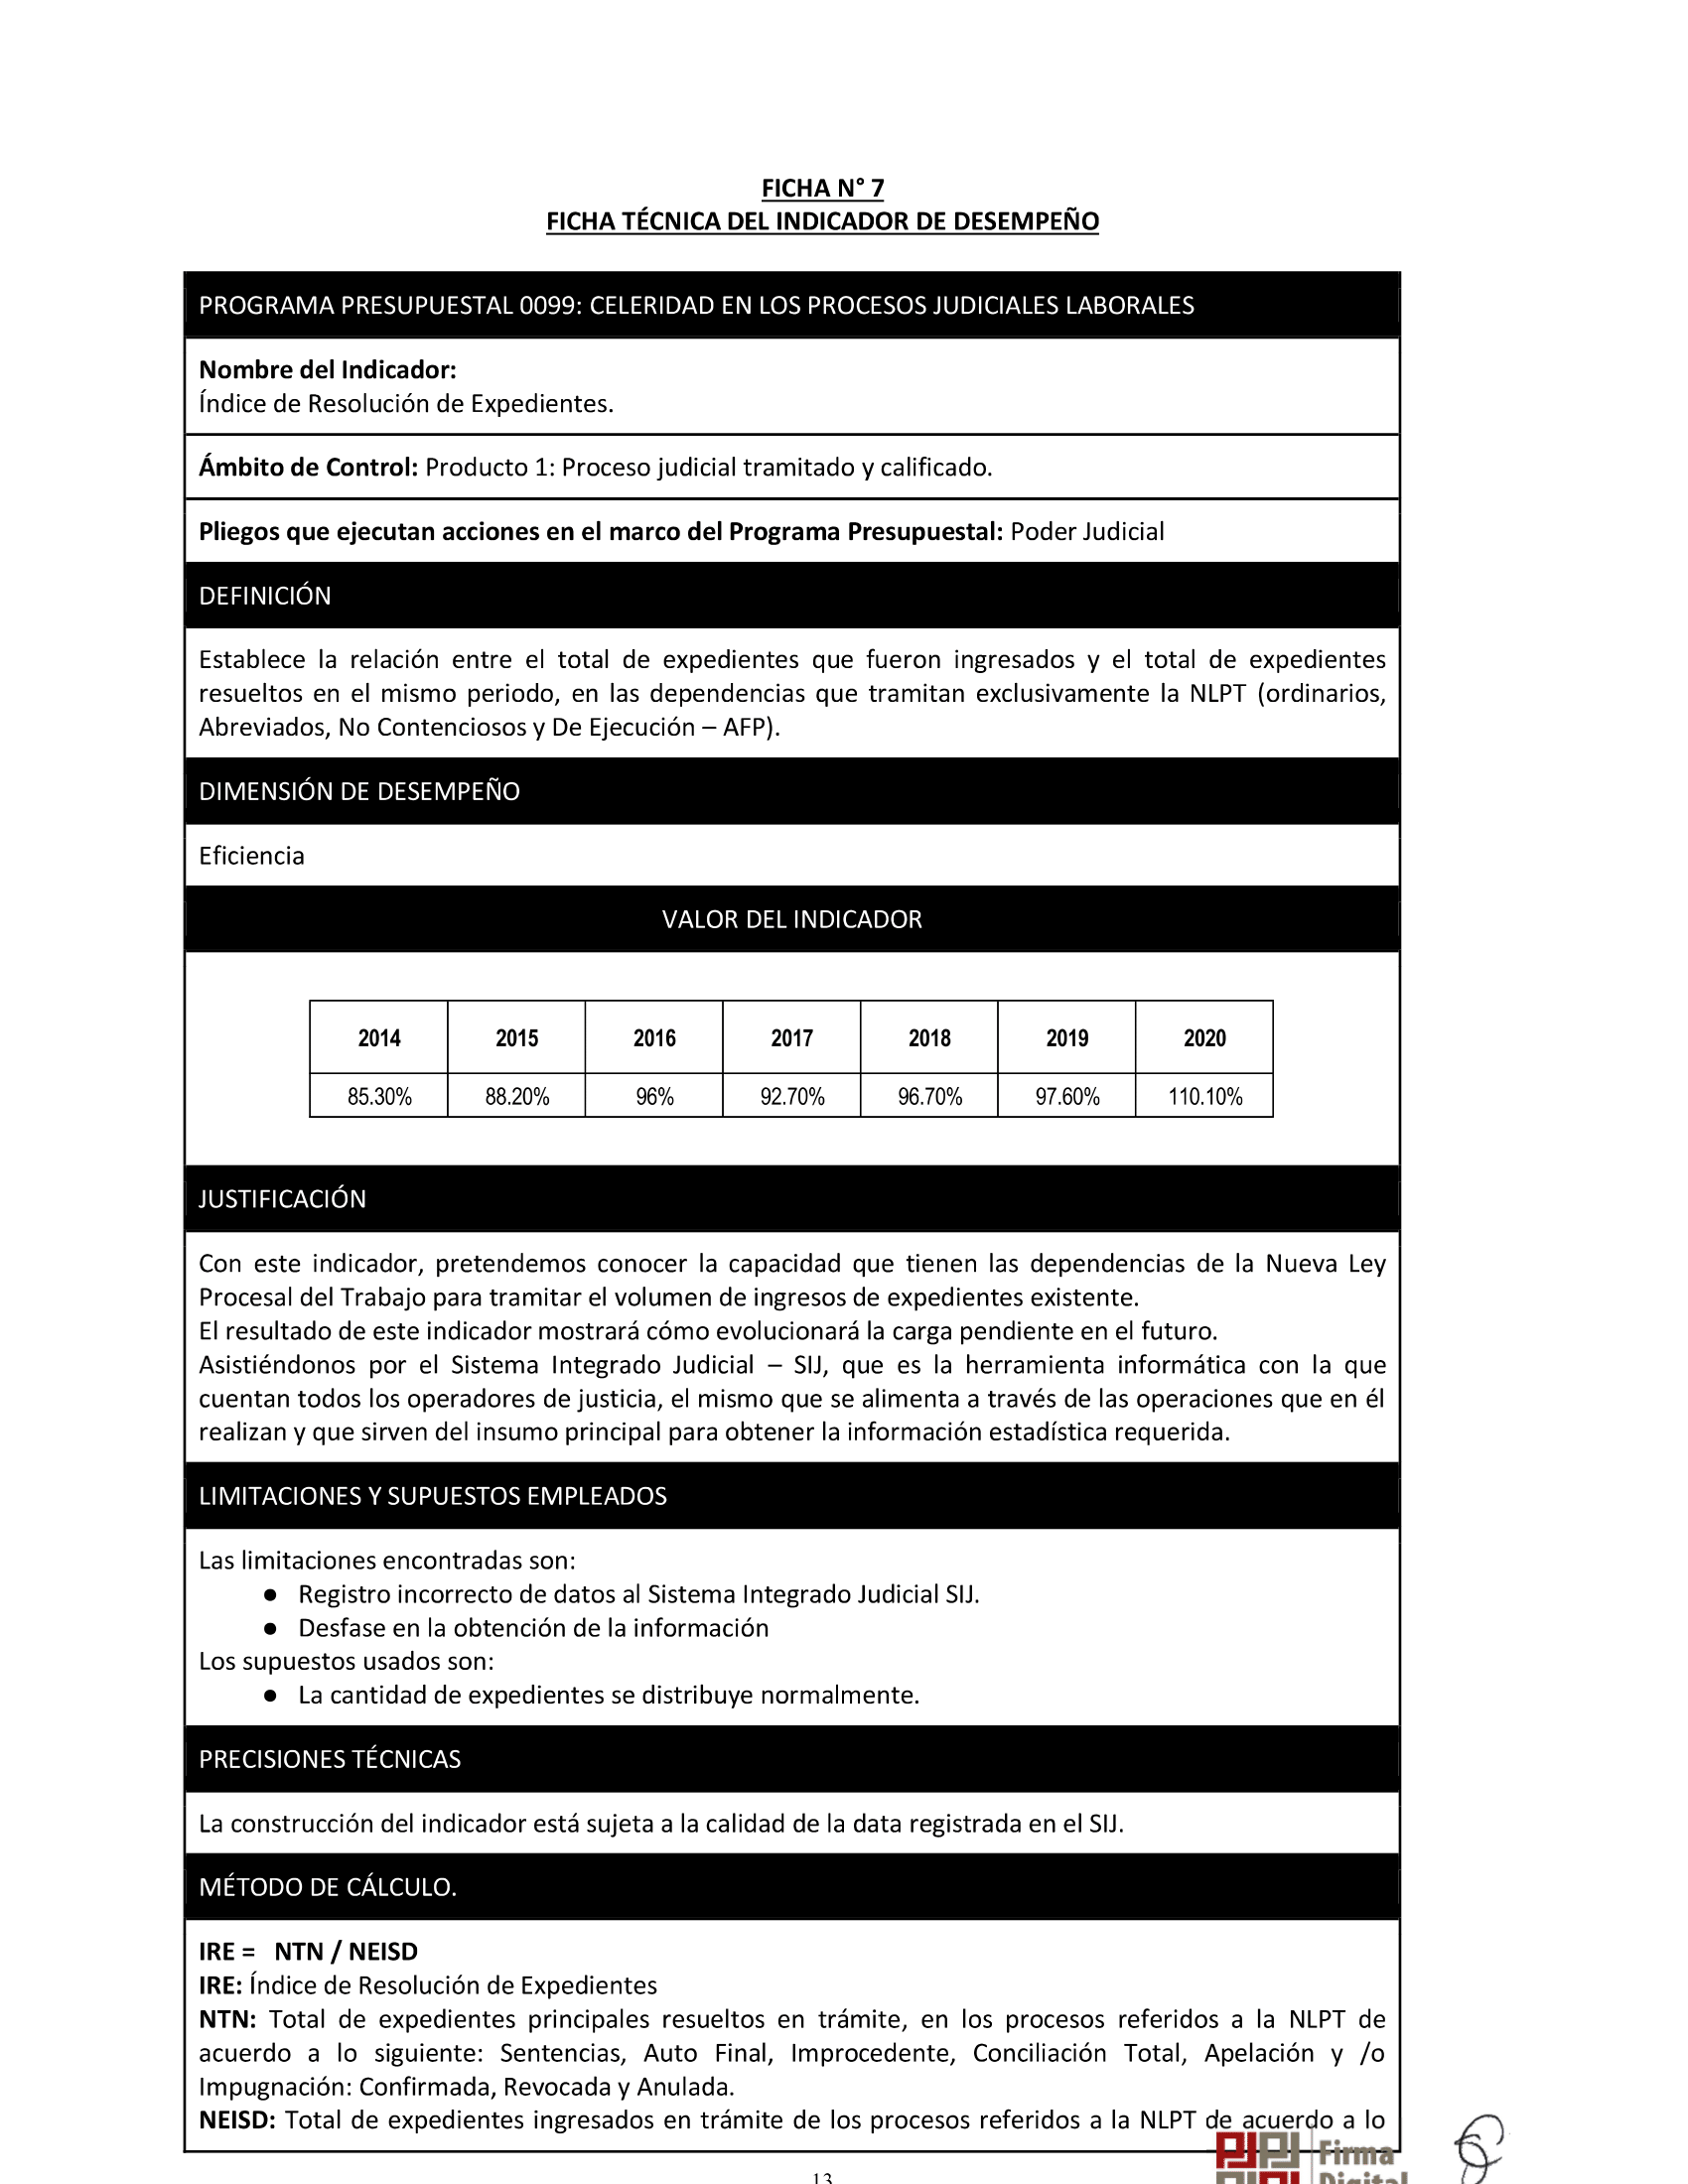 FICHA N° 7
FICHA TÉCNICA DEL INDICADOR DE DESEMPEÑO
PROGRAMA PRESUPUESTAL 0099: CELERIDAD EN LOS PROCESOS JUDICIALES LABORALES
Nombre del Indicador:
Índice de Resolución de Expedientes.
Ámbito de Control: Producto 1: Proceso judicial tramitado y calificado.
Pliegos que ejecutan acciones en el marco del Programa Presupuestal: Poder Judicial
DEFINICIÓN
Establece la relación entre el total de expedientes que fueron ingresados y el total de expedientes
resueltos en el mismo periodo, en las dependencias que tramitan exclusivamente la NLPT (ordinarios,
Abreviados, No Contenciosos y De Ejecución – AFP).
DIMENSIÓN DE DESEMPEÑO
Eficiencia
VALOR DEL INDICADOR
2014 2015 2016 2017 2018 2019 2020
85.30% 88.20% 96% 92.70% 96.70% 97.60% 110.10%
JUSTIFICACIÓN
Con este indicador, pretendemos conocer la capacidad que tienen las dependencias de la Nueva Ley
Procesal del Trabajo para tramitar el volumen de ingresos de expedientes existente.
El resultado de este indicador mostrará cómo evolucionará la carga pendiente en el futuro.
Asistiéndonos por el Sistema Integrado Judicial – SIJ, que es la herramienta informática con la que
cuentan todos los operadores de justicia, el mismo que se alimenta a través de las operaciones que en él
realizan y que sirven del insumo principal para obtener la información estadística requerida.
LIMITACIONES Y SUPUESTOS EMPLEADOS
Las limitaciones encontradas son:
● Registro incorrecto de datos al Sistema Integrado Judicial SIJ.
● Desfase en la obtención de la información
Los supuestos usados son:
● La cantidad de expedientes se distribuye normalmente.
PRECISIONES TÉCNICAS
La construcción del indicador está sujeta a la calidad de la data registrada en el SIJ.
MÉTODO DE CÁLCULO.
IRE = NTN / NEISD
IRE: Índice de Resolución de Expedientes
NTN: Total de expedientes principales resueltos en trámite, en los procesos referidos a la NLPT de
acuerdo a lo siguiente: Sentencias, Auto Final, Improcedente, Conciliación Total, Apelación y /o
Impugnación: Confirmada, Revocada y Anulada.
NEISD: Total de expedientes ingresados en trámite de los procesos referidos a la NLPT de acuerdo a lo
Firma
Digital
13